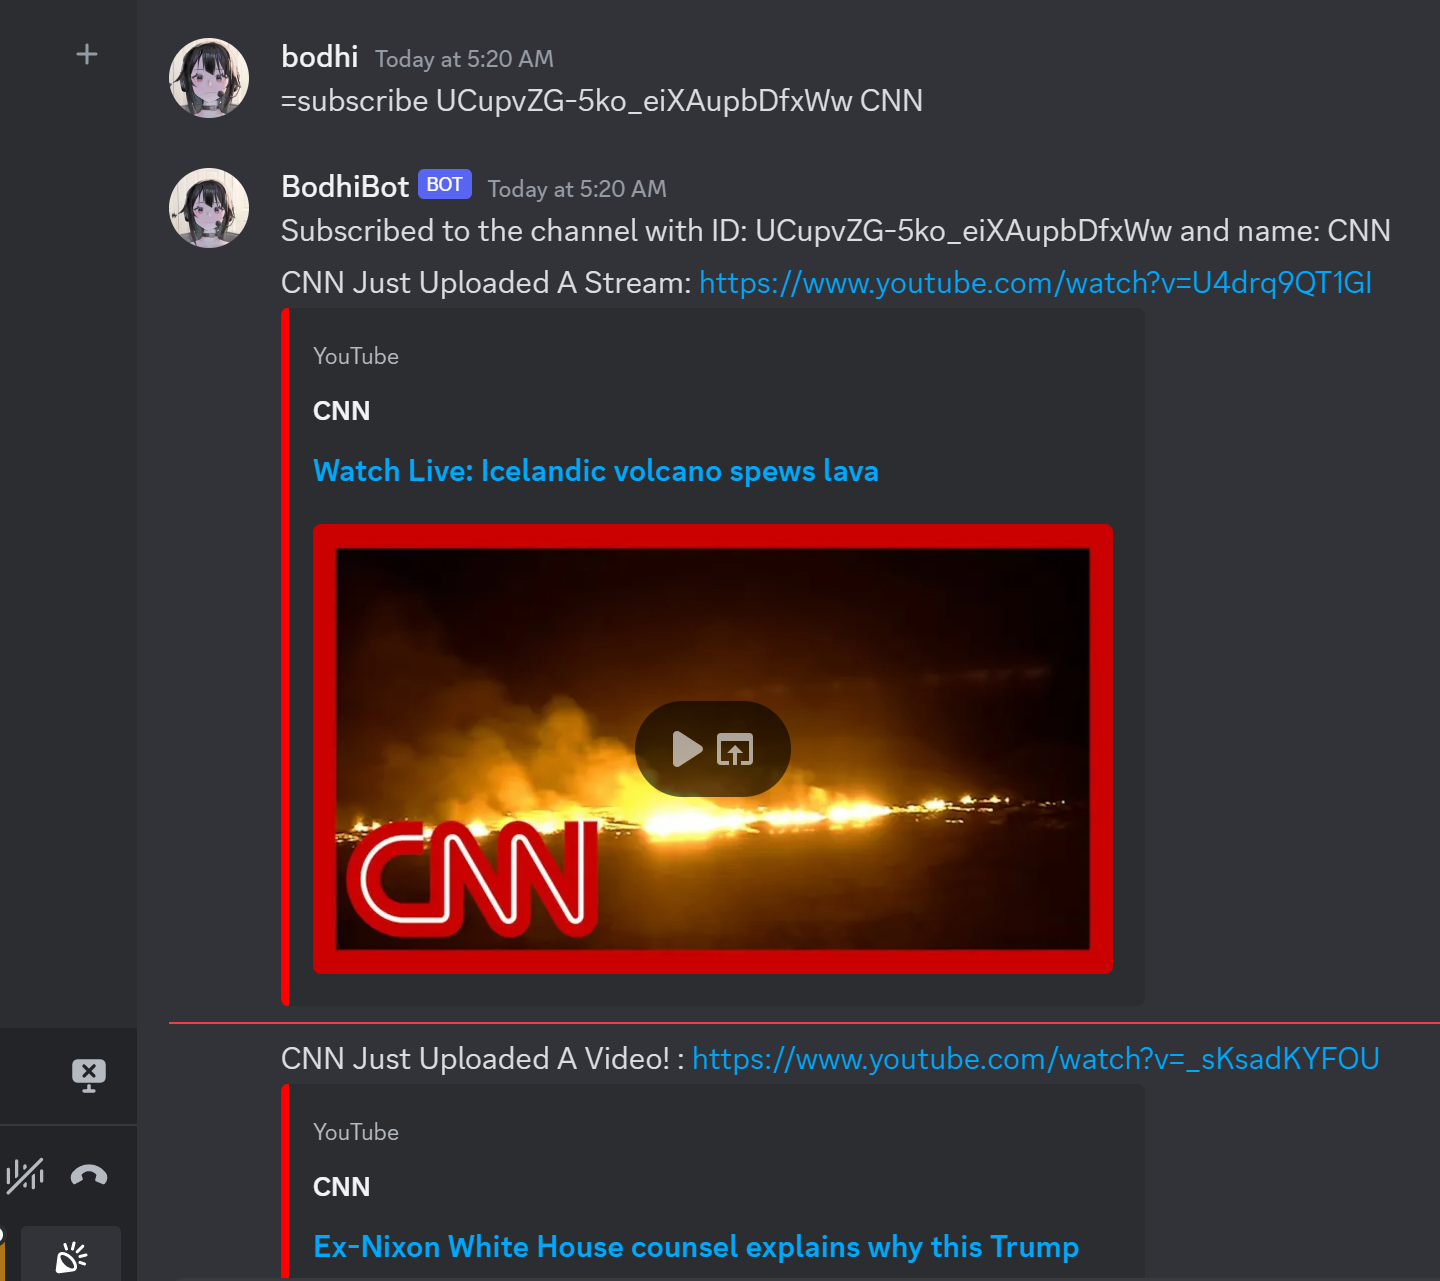 bodhi Today at 5:20 AM
=subscribe UCupvZG-5ko_eiXAupbDfxWw CNN
BodhiBot BOT Today at 5:20 AM
Subscribed to the channel with ID: UCupvZG-5ko_eiXAupbDfxWw and name: CNN
CNN Just Uploaded A Stream: https://www.youtube.com/watch?v=U4drq9QT1GI
YouTube
CNN
Watch Live: Icelandic volcano spews lava
CNN
CNN Just Uploaded A Video! : https://www.youtube.com/watch?v=_sKsadKYFOU
YouTube
CNN
Ex-Nixon White House counsel explains why this Trump